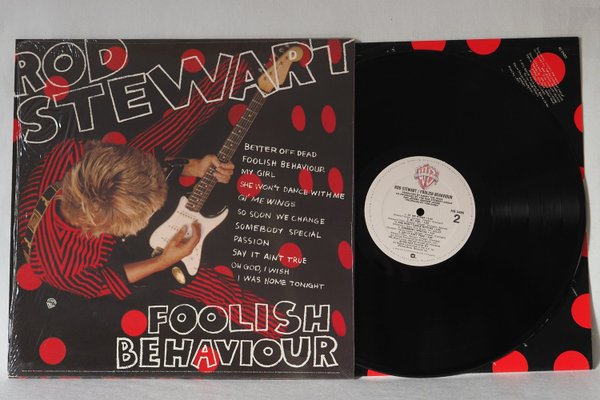 ROD
STEWART
BETTER OFF DEAD
FOOLISH BEHAVIOUR
MY GIRL
SHE WON'T DANCE WITH ME
GI' ME WINGS
SO SOON WE CHANGE
SOMEBODY SPECIAL
PASSION
SAY IT AIN'T TRUE
OH GOD, I WISH
I WAS HOME TONIGHT
FOOLISH
BEHAVIOUR
ROD STEWART / FOOLISH BEHAVIOUR
2